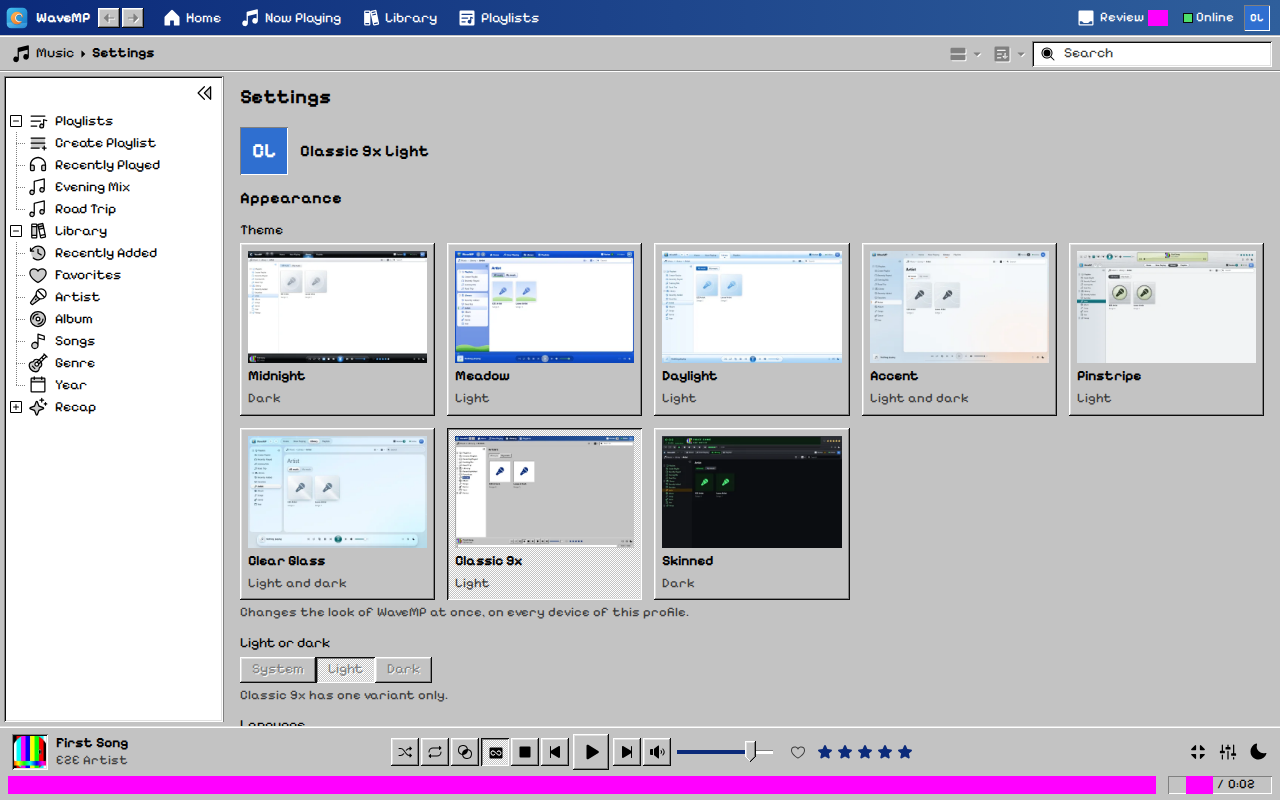 WaveMP Home Now Playing Library Playlists Review Online CL
Music Settings Search
Playlists
Create Playlist
Recently Played
Evening Mix
Road Trip
Library
Recently Added
Favorites
Artist
Album
Songs
Genre
Year
Recap
Settings
CL Classic 9x Light
Appearance
Theme
Midnight
Dark
Meadow
Light
Daylight
Light
Accent
Light and dark
Pinstripe
Light
Clear Glass
Light and dark
Classic 9x
Light
Skinned
Dark
Changes the look of WaveMP at once, on every device of this profile.
Light or dark
System Light Dark
Classic 9x has one variant only.
Language
First Song
E2E Artist
/ 0:02